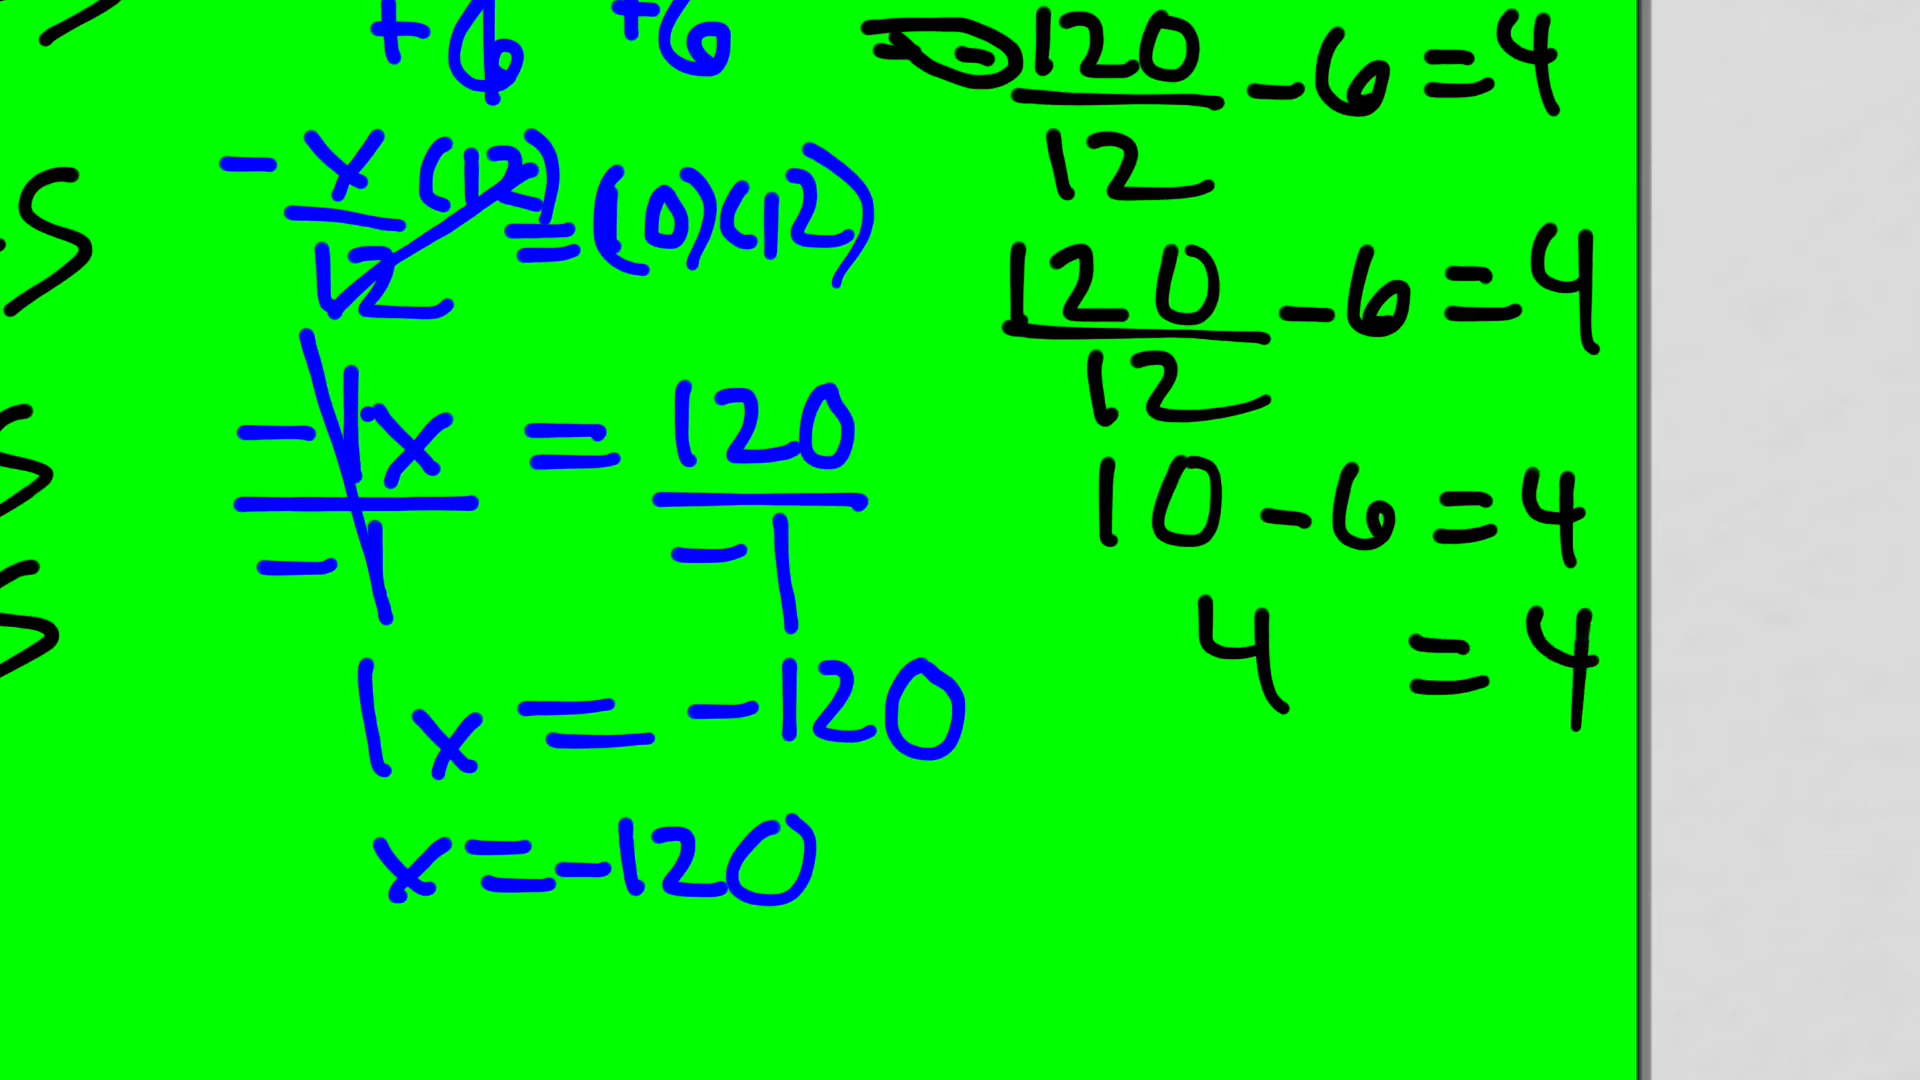 +6 +6
-x/12 (12) = (10)(12)
-1x/-1 = 120/-1
1x = -120
x = -120
--120/12 - 6 = 4
120/12 - 6 = 4
10 - 6 = 4
4 = 4